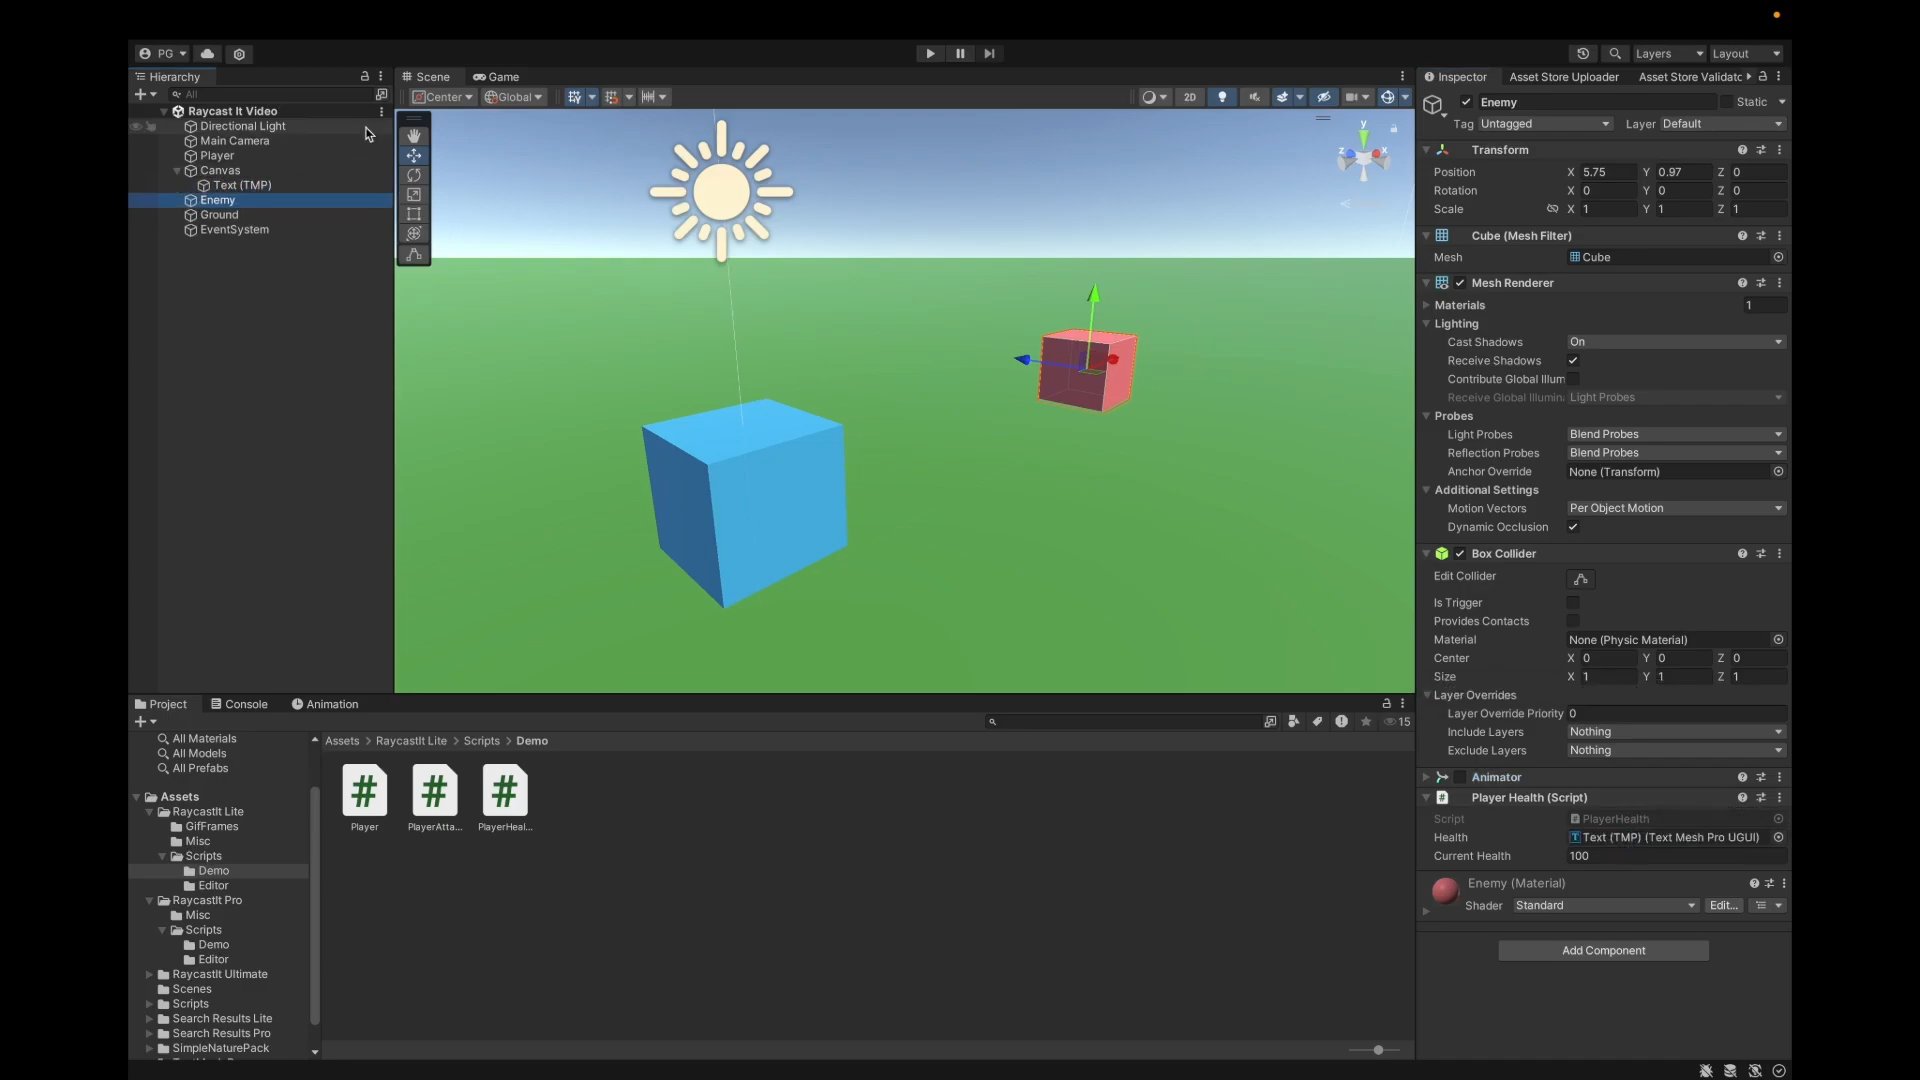 PG
Layers
Layout
Hierarchy
All
Raycast It Video
Directional Light
Main Camera
Player
Canvas
Text (TMP)
Enemy
Ground
EventSystem
Scene
Game
Center
Global
2D
y
z
x
Inspector
Asset Store Uploader
Asset Store Validatc
Enemy
Static
Tag Untagged
Layer Default
Transform
Position X 5.75 Y 0.97 Z 0
Rotation X 0 Y 0 Z 0
Scale X 1 Y 1 Z 1
Cube (Mesh Filter)
Mesh Cube
Mesh Renderer
Materials 1
Lighting
Cast Shadows On
Receive Shadows
Contribute Global Illum
Receive Global Illumina Light Probes
Probes
Light Probes Blend Probes
Reflection Probes Blend Probes
Anchor Override None (Transform)
Additional Settings
Motion Vectors Per Object Motion
Dynamic Occlusion
Box Collider
Edit Collider
Is Trigger
Provides Contacts
Material None (Physic Material)
Center X 0 Y 0 Z 0
Size X 1 Y 1 Z 1
Layer Overrides
Layer Override Priority 0
Include Layers Nothing
Exclude Layers Nothing
Animator
Player Health (Script)
Script PlayerHealth
Health Text (TMP) (Text Mesh Pro UGUI)
Current Health 100
Enemy (Material)
Shader Standard Edit...
Add Component
Project
Console
Animation
15
All Materials
All Models
All Prefabs
Assets
RaycastIt Lite
GifFrames
Misc
Scripts
Demo
Editor
RaycastIt Pro
Misc
Scripts
Demo
Editor
RaycastIt Ultimate
Scenes
Scripts
Search Results Lite
Search Results Pro
SimpleNaturePack
Assets > RaycastIt Lite > Scripts > Demo
Player
PlayerAtta...
PlayerHeal...